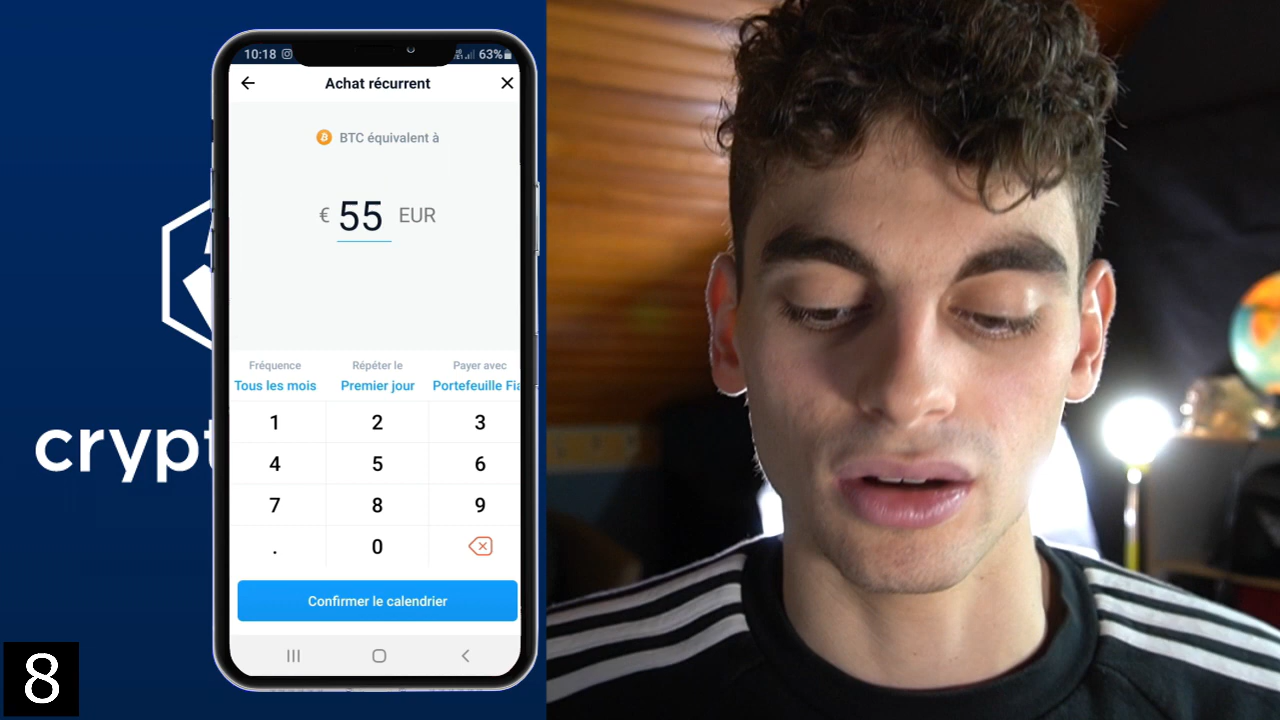 10:18
63%
Achat récurrent
BTC équivalent à
€ 55 EUR
Fréquence Répéter le Payer avec
Tous les mois Premier jour Portefeuille Fia
1 2 3
4 5 6
7 8 9
. 0
Confirmer le calendrier
crypt
8